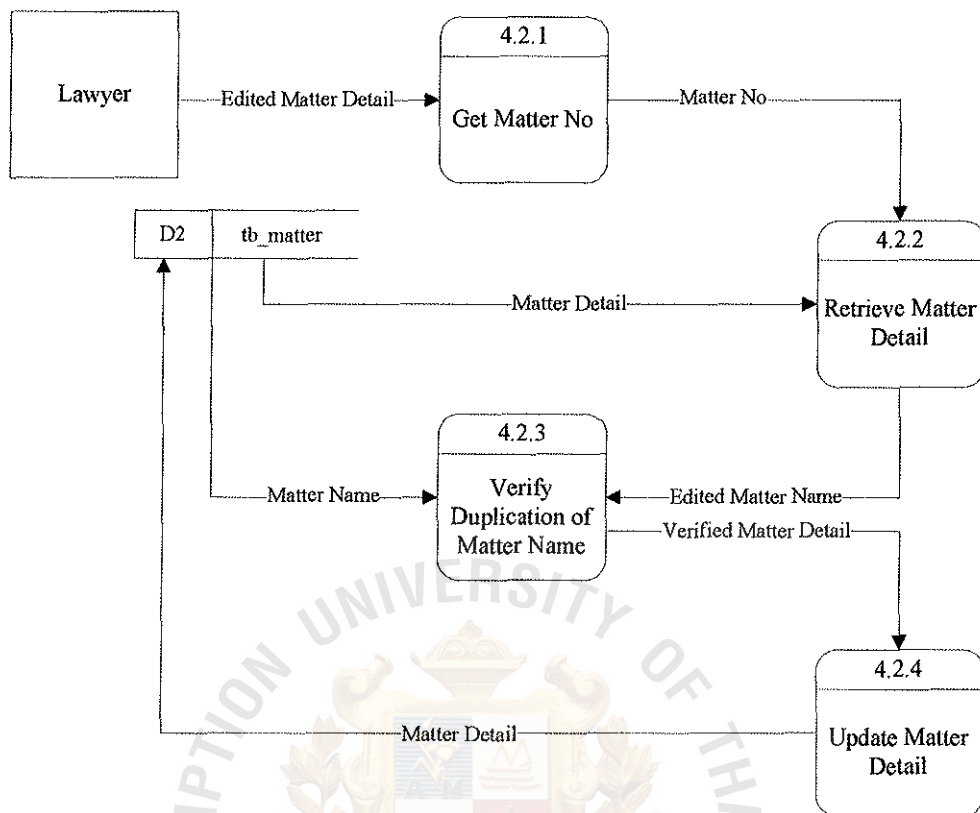 4.2.1
Lawyer
Edited Matter Detail
Get Matter No
Matter No
D2
tb_matter
4.2.2
Matter Detail
Retrieve Matter
Detail
4.2.3
Matter Name
Verify
Duplication of
Matter Name
Edited Matter Name
Verified Matter Detail
4.2.4
Matter Detail
Update Matter
Detail
UNIVERSITY OF